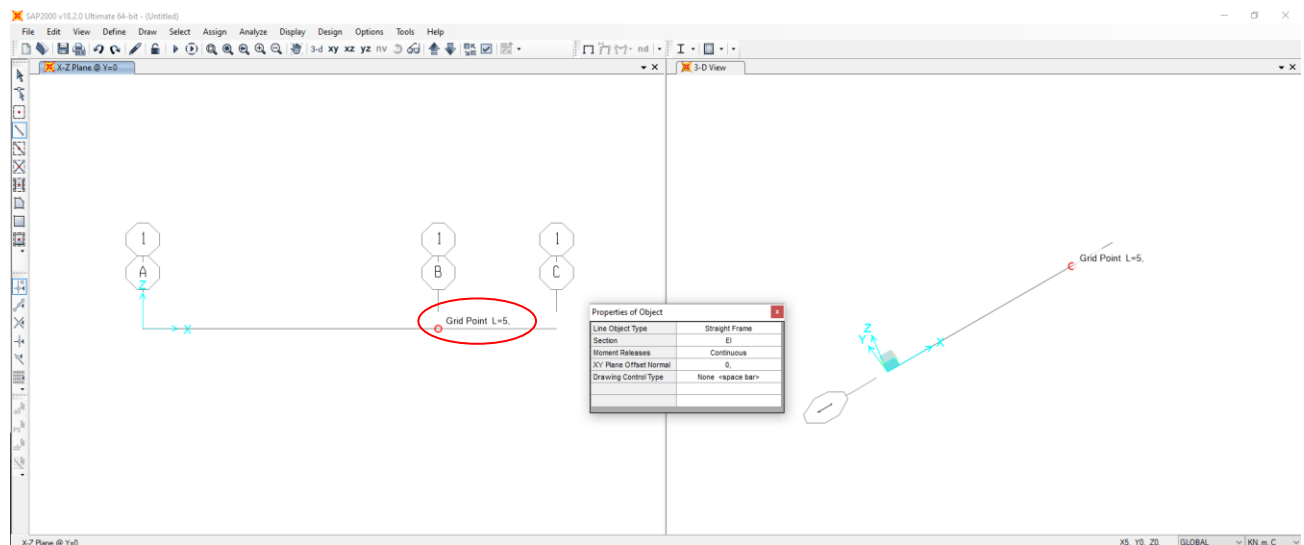 SAP2000 v18.2.0 Ultimate 64-bit - (Untitled)
File Edit View Define Draw Select Assign Analyze Display Design Options Tools Help
3-d xy xz yz nv
nd
X-Z Plane @ Y=0
3-D View
1
1
1
A
B
C
Z
X
Grid Point L=5,
Properties of Object
Line Object Type Straight Frame
Section EI
Moment Releases Continuous
XY Plane Offset Normal 0,
Drawing Control Type None <space bar>
Grid Point L=5,
Z
Y
X
X-Z Plane @ Y=0
X5, Y0, Z0,
GLOBAL
KN, m, C